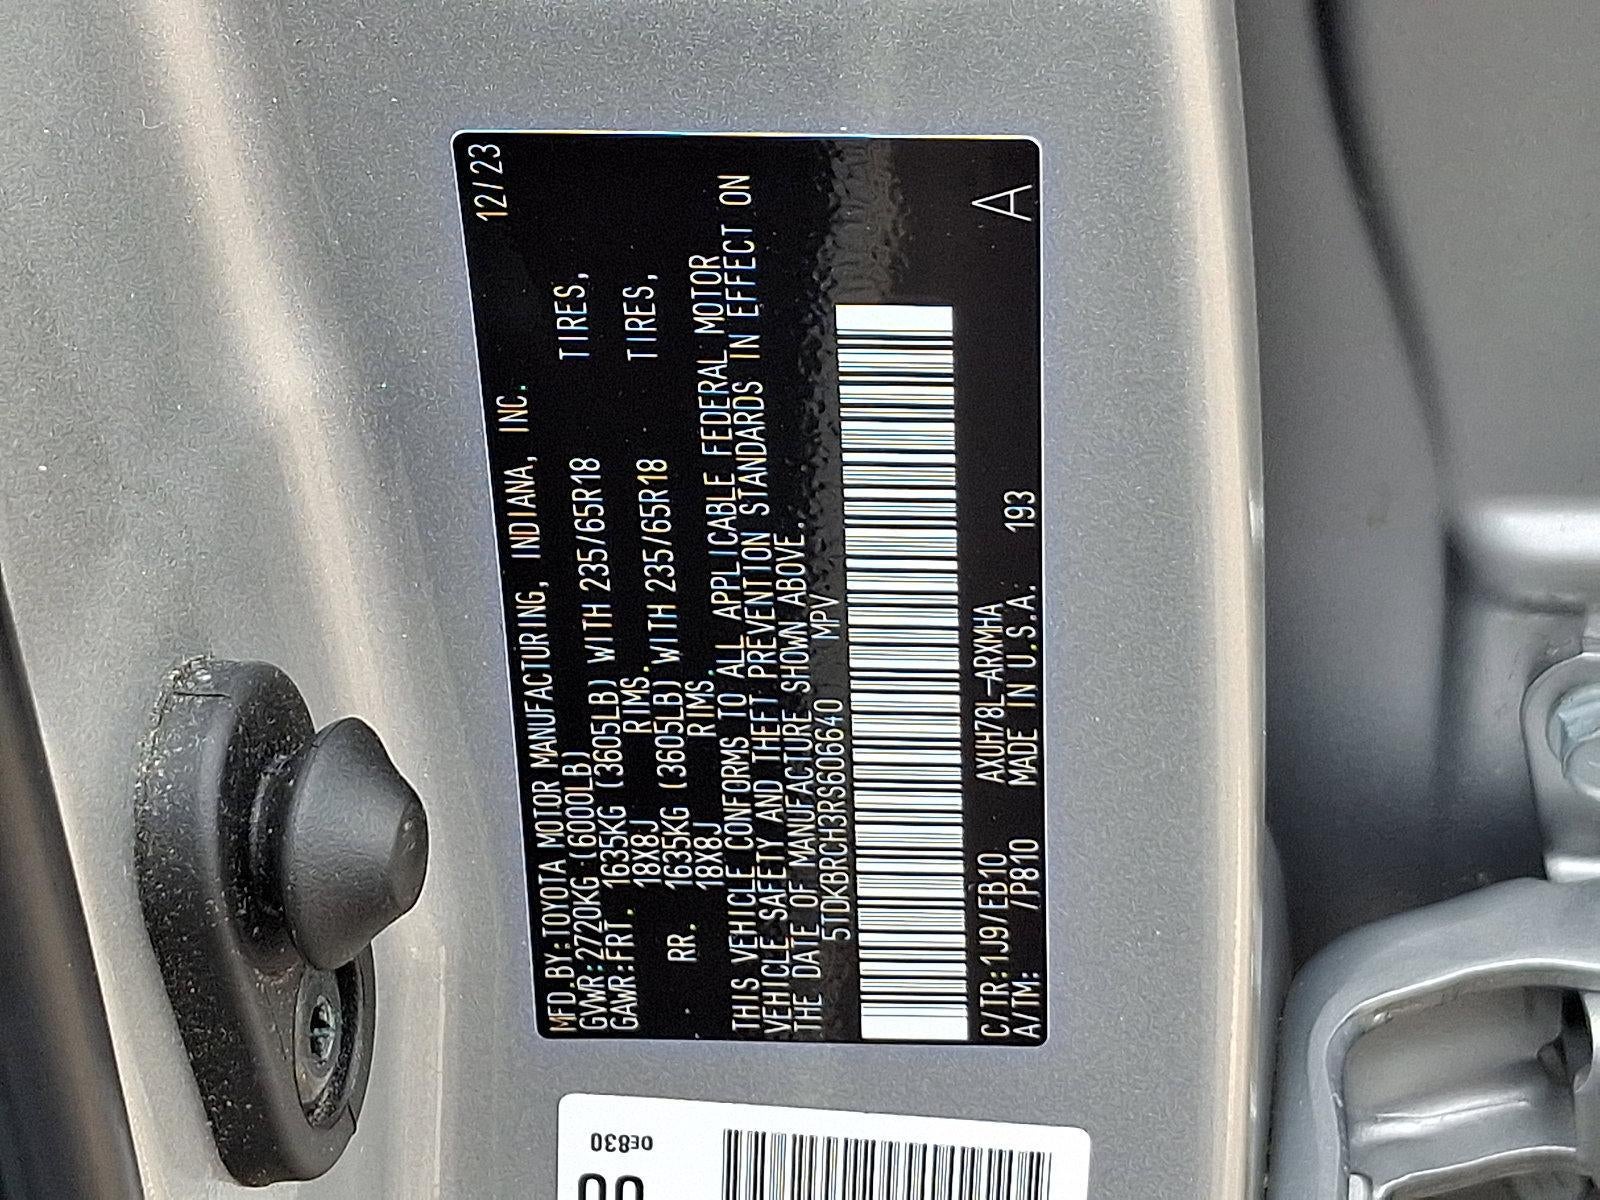 12/23
MFD.BY:TOYOTA MOTOR MANUFACTURING, INDIANA, INC.
GVWR:2720KG (6000LB)
GAWR:FRT. 1635KG (3605LB) WITH 235/65R18 TIRES,
18X8J RIMS.
RR. 1635KG (3605LB) WITH 235/65R18 TIRES,
18X8J RIMS.
THIS VEHICLE CONFORMS TO ALL APPLICABLE FEDERAL MOTOR
VEHICLE SAFETY AND THEFT PREVENTION STANDARDS IN EFFECT ON
THE DATE OF MANUFACTURE SHOWN ABOVE.
5TDKBRCH3RS606640 MPV
C/TR:1J9/EB10 AXUH78L-ARXMHA
A/TM: /P810 MADE IN U.S.A. 193
A
0E830